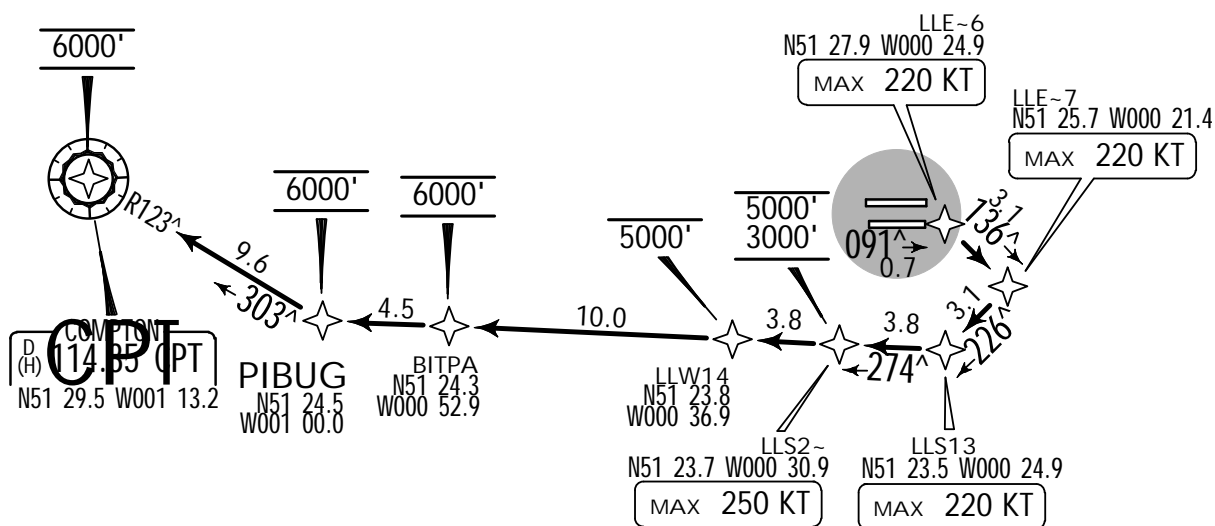 6000'
LLE~6
N51 27.9 W000 24.9
MAX 220 KT
LLE~7
N51 25.7 W000 21.4
MAX 220 KT
6000'
6000'
5000'
5000'
3000'
R123^
9.6
303^
4.5
10.0
3.8
3.8
274^
091^
0.7
3.1
136^
3.1
226^
COMPTON
D
(H)
114.35 CPT
CPT
N51 29.5 W001 13.2
PIBUG
N51 24.5
W001 00.0
BITPA
N51 24.3
W000 52.9
LLW14
N51 23.8
W000 36.9
LLS2~
N51 23.7 W000 30.9
MAX 250 KT
LLS13
N51 23.5 W000 24.9
MAX 220 KT